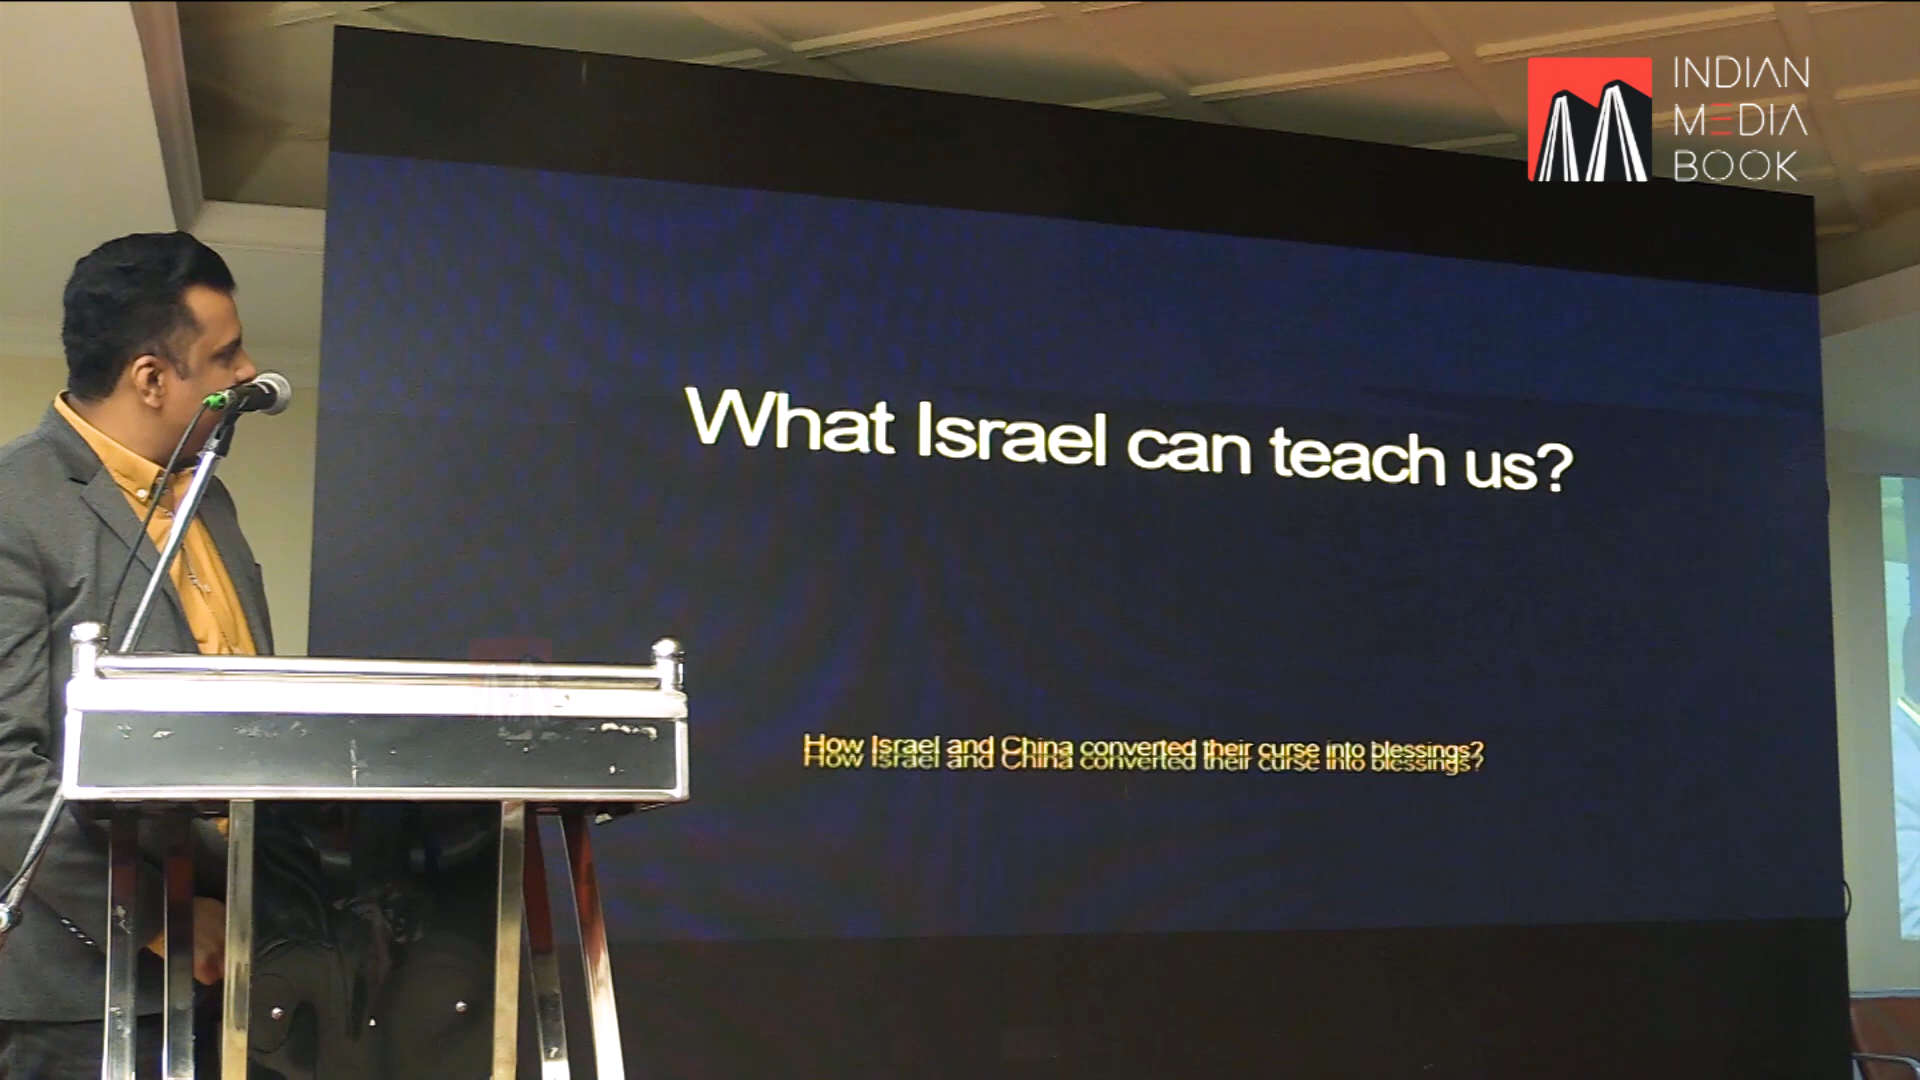 INDIAN
MEDIA
BOOK
What Israel can teach us?
How Israel and China converted their curse into blessings?